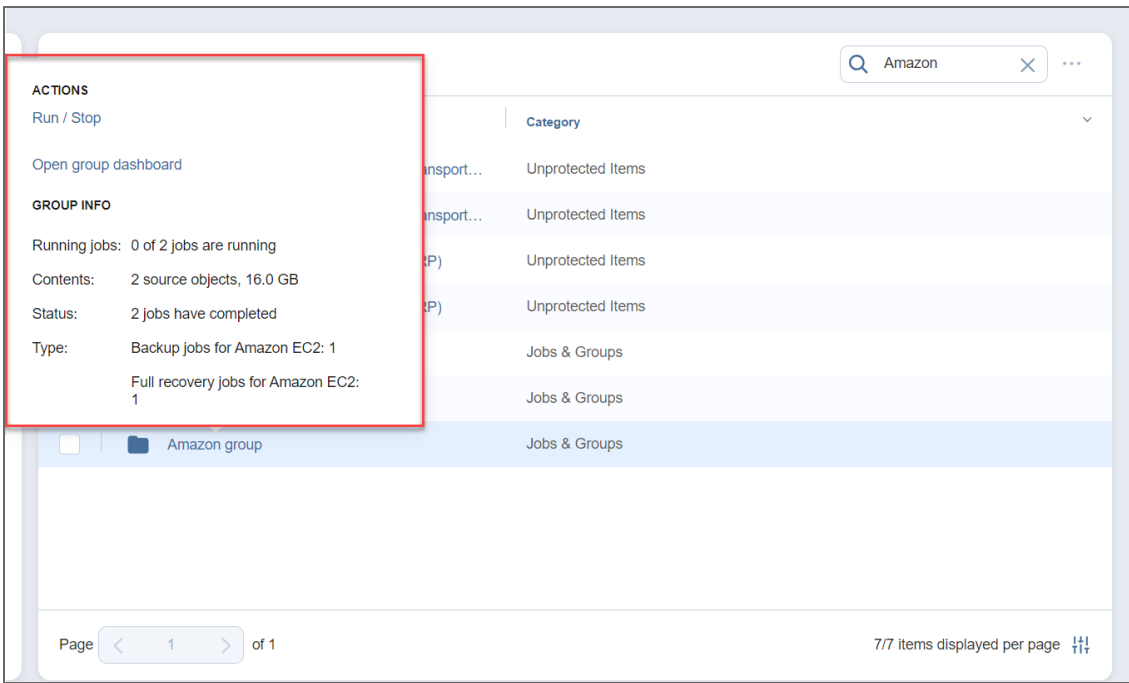 Amazon
ACTIONS
Run / Stop
Open group dashboard
GROUP INFO
Running jobs: 0 of 2 jobs are running
Contents: 2 source objects, 16.0 GB
Status: 2 jobs have completed
Type: Backup jobs for Amazon EC2: 1
Full recovery jobs for Amazon EC2:
1
Category
ansport… Unprotected Items
ansport… Unprotected Items
RP) Unprotected Items
RP) Unprotected Items
Jobs & Groups
Jobs & Groups
Amazon group Jobs & Groups
Page 1 of 1 7/7 items displayed per page